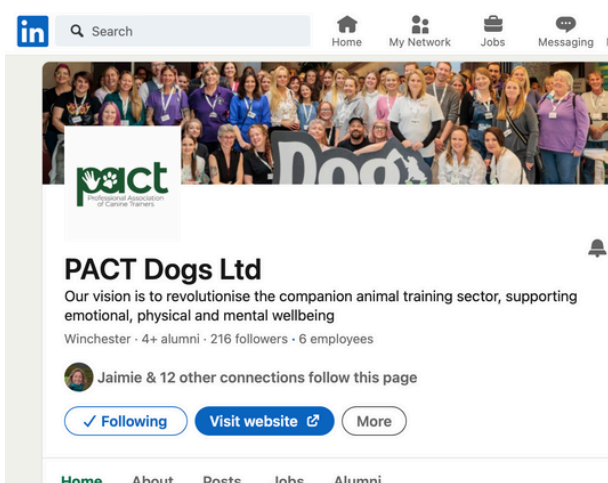 in
Search
Home
My Network
Jobs
Messaging
Dogs
pact
Professional Association
of Canine Trainers
PACT Dogs Ltd
Our vision is to revolutionise the companion animal training sector, supporting
emotional, physical and mental wellbeing
Winchester · 4+ alumni · 216 followers · 6 employees
Jaimie & 12 other connections follow this page
✓ Following
Visit website
More
Home About Posts Jobs Alumni